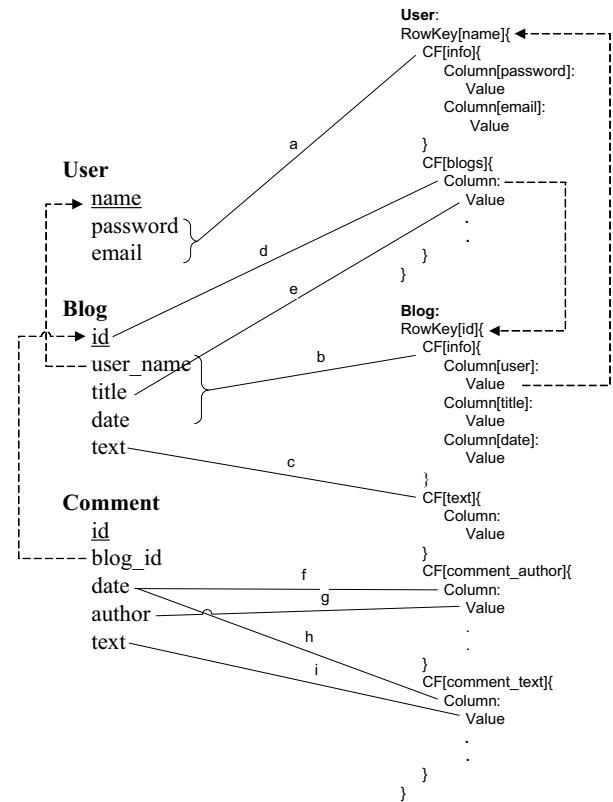 User
name
password
email
Blog
id
user_name
title
date
text
Comment
id
blog_id
date
author
text
a
d
e
b
c
f
g
h
i
User:
RowKey[name]{
CF[info]{
Column[password]:
Value
Column[email]:
Value
}
CF[blogs]{
Column:
Value
.
.
}
}
Blog:
RowKey[id]{
CF[info]{
Column[user]:
Value
Column[title]:
Value
Column[date]:
Value
}
CF[text]{
Column:
Value
}
CF[comment_author]{
Column:
Value
.
.
}
CF[comment_text]{
Column:
Value
.
.
}
}